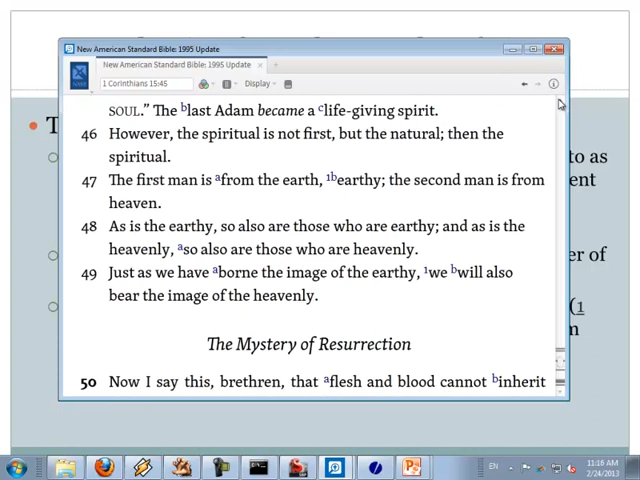 New American Standard Bible: 1995 Update
New American Standard Bible: 1995 Update
1 Corinthians 15:45 Display
SOUL.” The blast Adam became a clife-giving spirit.
46 However, the spiritual is not first, but the natural; then the
spiritual.
47 The first man is afrom the earth, 1bearthy; the second man is from
heaven.
48 As is the earthy, so also are those who are earthy; and as is the
heavenly, aso also are those who are heavenly.
49 Just as we have aborne the image of the earthy, 1we bwill also
bear the image of the heavenly.
The Mystery of Resurrection
50 Now I say this, brethren, that aflesh and blood cannot binherit
T
to as
ent
er of
(1
m
EN
11:16 AM
2/24/2013